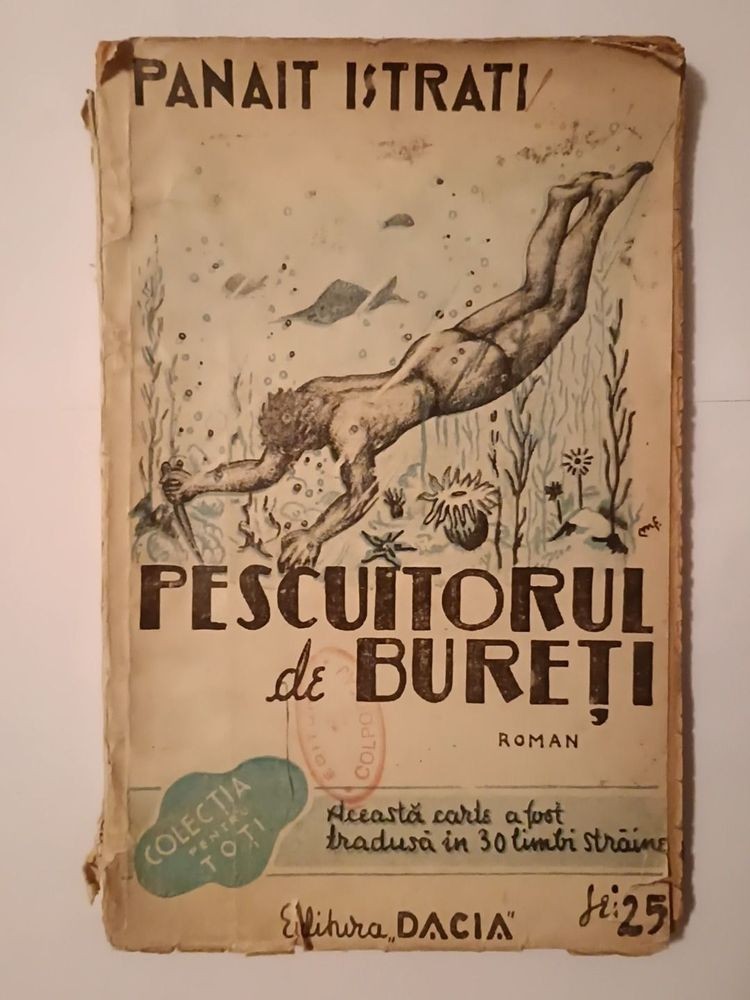 PANAIT ISTRATI
PESCUITORUL
de BUREȚI
ROMAN
COLECȚIA
PENTRU
TOȚI
Această carte a fost
tradusă în 30 limbi străine
Editura „DACIA"
Lei 25